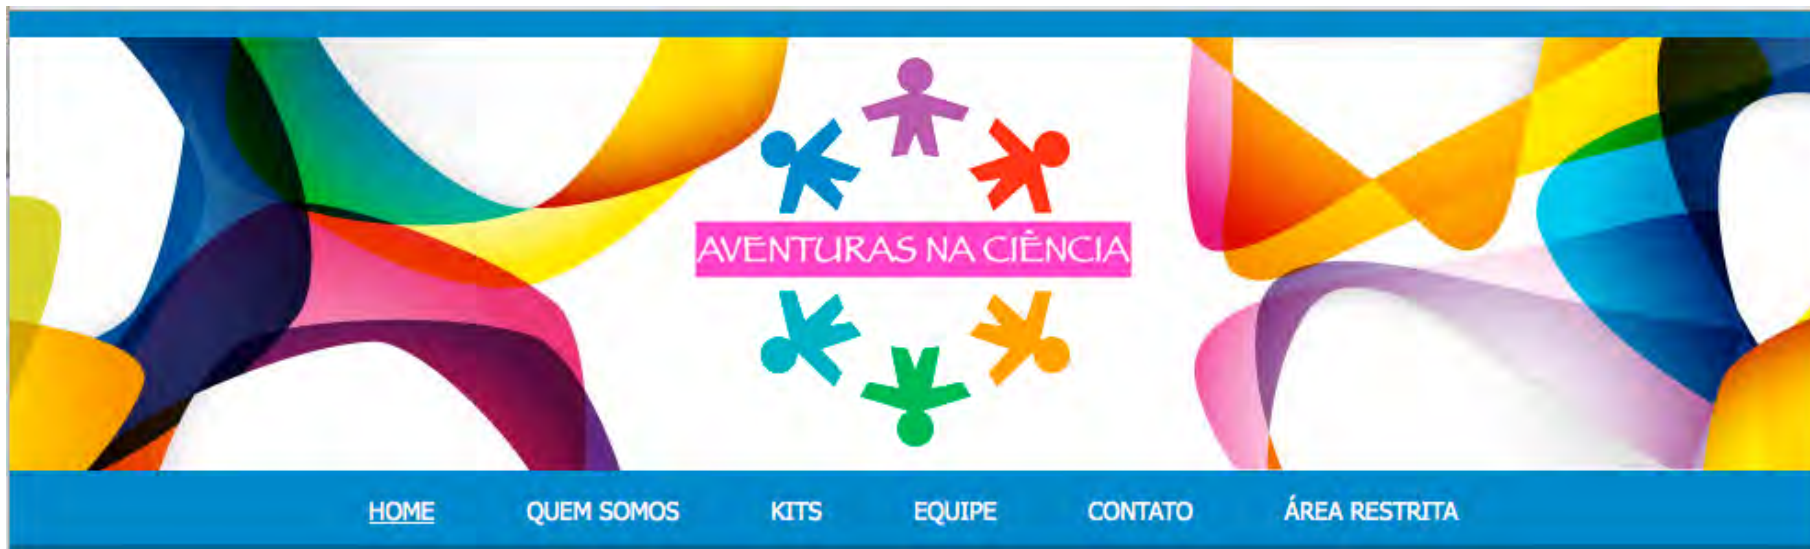 AVENTURAS NA CIÊNCIA
HOME QUEM SOMOS KITS EQUIPE CONTATO ÁREA RESTRITA